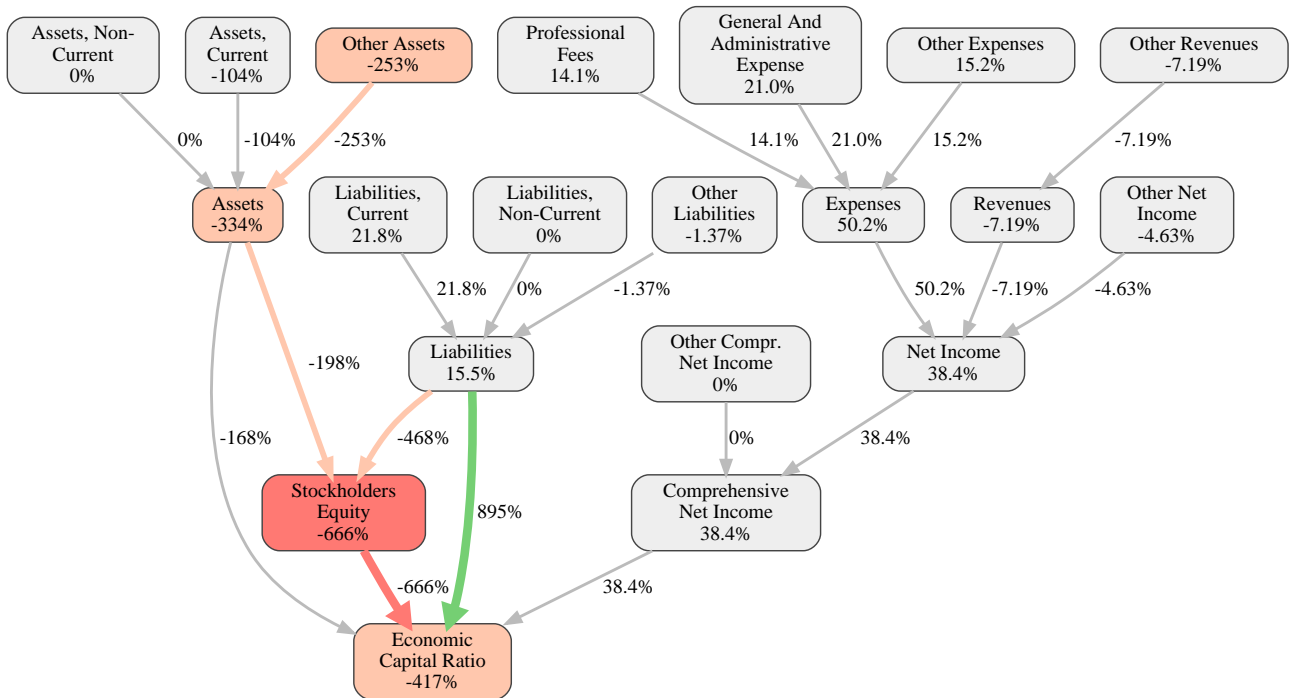 Assets, Non-
Current
0%
Assets,
Current
-104%
Other Assets
-253%
Professional
Fees
14.1%
General And
Administrative
Expense
21.0%
Other Expenses
15.2%
Other Revenues
-7.19%
0%
-104%
-253%
14.1%
21.0%
15.2%
-7.19%
Assets
-334%
Liabilities,
Current
21.8%
Liabilities,
Non-Current
0%
Other
Liabilities
-1.37%
Expenses
50.2%
Revenues
-7.19%
Other Net
Income
-4.63%
21.8%
0%
-1.37%
50.2%
-7.19%
-4.63%
Liabilities
15.5%
Other Compr.
Net Income
0%
Net Income
38.4%
-198%
-168%
-468%
0%
38.4%
Stockholders
Equity
-666%
895%
Comprehensive
Net Income
38.4%
-666%
38.4%
Economic
Capital Ratio
-417%